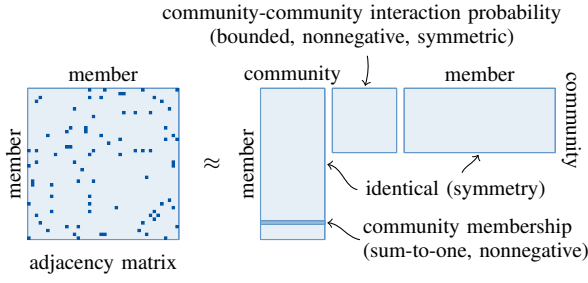 community-community interaction probability
(bounded, nonnegative, symmetric)
member
community
member
member
member
community
≈
identical (symmetry)
community membership
(sum-to-one, nonnegative)
adjacency matrix